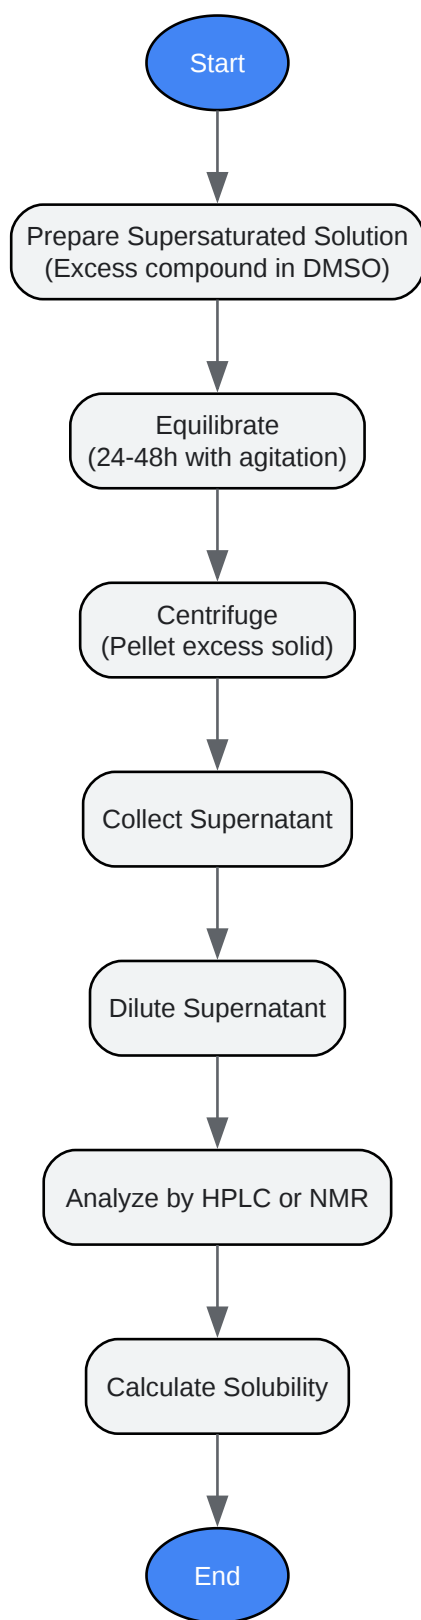 Start
Prepare Supersaturated Solution
(Excess compound in DMSO)
Equilibrate
(24-48h with agitation)
Centrifuge
(Pellet excess solid)
Collect Supernatant
Dilute Supernatant
Analyze by HPLC or NMR
Calculate Solubility
End